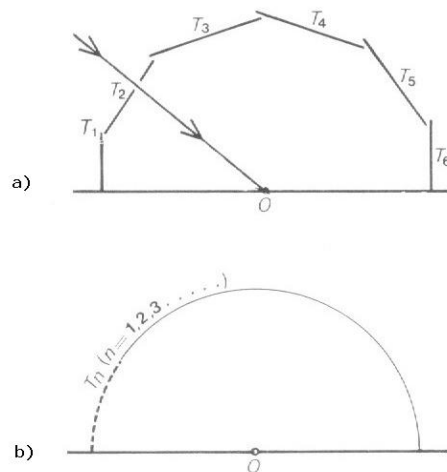 T3
T4
T2
T5
T1
T6
a)
O
Tn (n = 1,2,3 . . . . .)
b)
O